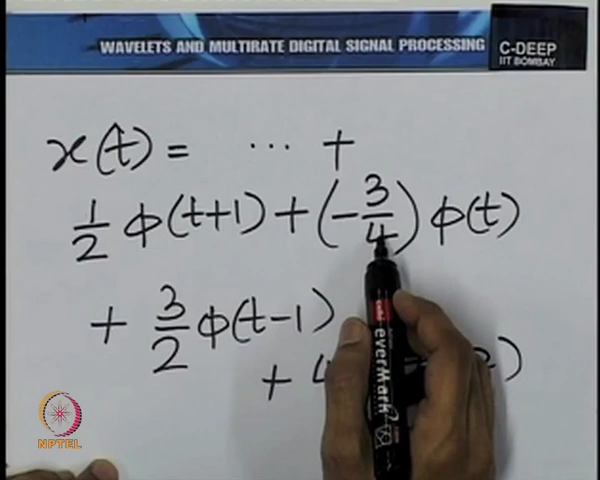 WAVELETS AND MULTIRATE DIGITAL SIGNAL PROCESSING
C-DEEP
IIT BOMBAY
x(t) = ... +
1/2 φ(t+1) + (-3/4) φ(t)
+ 3/2 φ(t-1)
+ 4
everMark
NPTEL